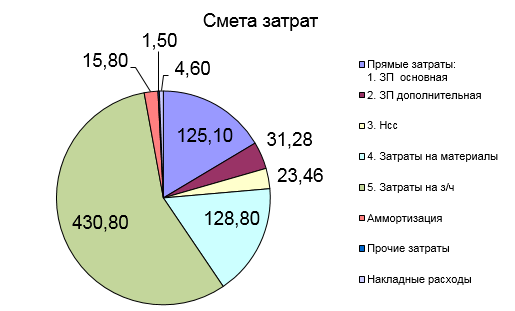 Смета затрат
1,50
15,80
4,60
125,10
31,28
23,46
128,80
430,80
Прямые затраты:
1. ЗП основная
2. ЗП дополнительная
3. Нсс
4. Затраты на материалы
5. Затраты на з/ч
Аммортизация
Прочие затраты
Накладные расходы